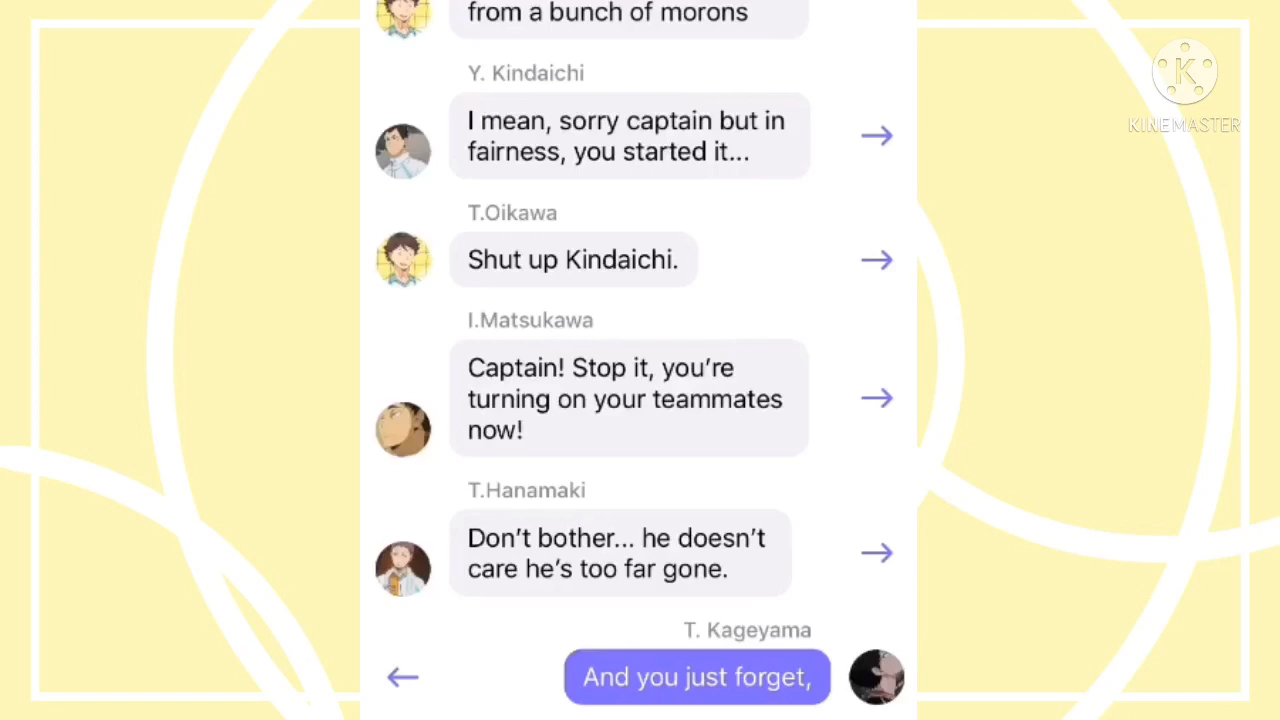 from a bunch of morons
Y. Kindaichi
I mean, sorry captain but in
fairness, you started it...
T.Oikawa
Shut up Kindaichi.
I.Matsukawa
Captain! Stop it, you’re
turning on your teammates
now!
T.Hanamaki
Don’t bother... he doesn’t
care he’s too far gone.
T. Kageyama
And you just forget,
K
KINEMASTER